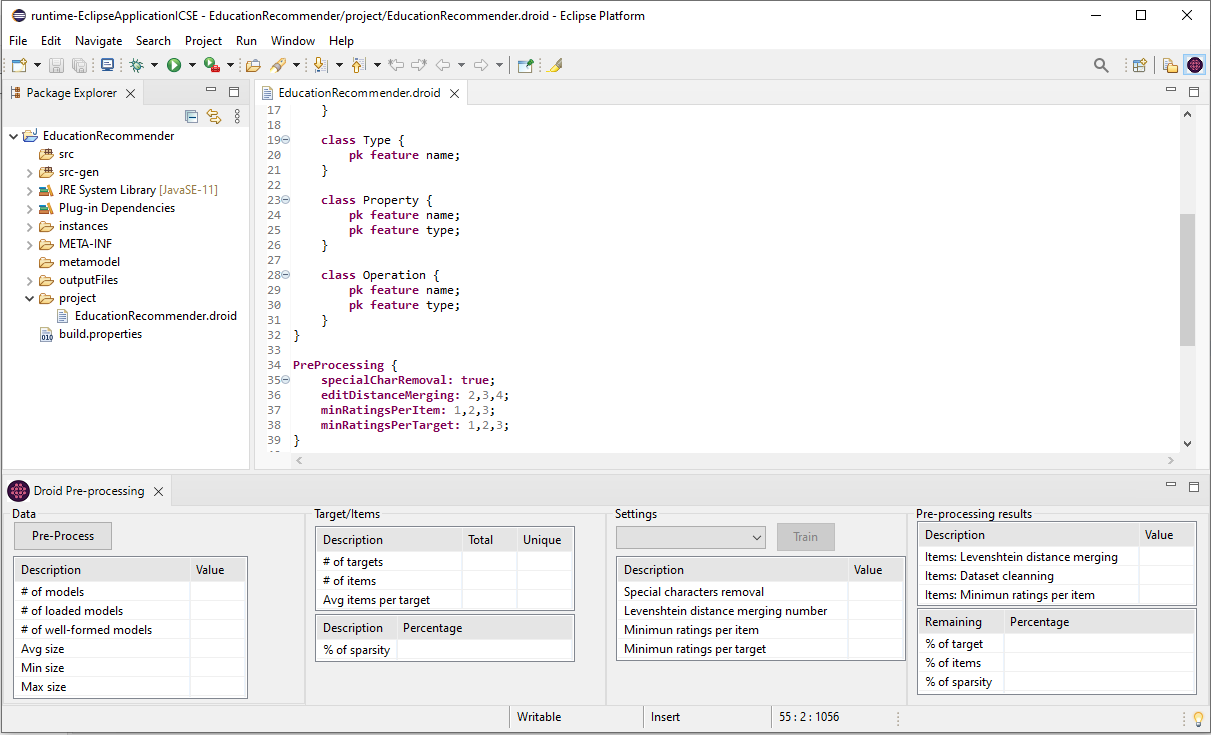 runtime-EclipseApplicationICSE - EducationRecommender/project/EducationRecommender.droid - Eclipse Platform
File Edit Navigate Search Project Run Window Help
Package Explorer
EducationRecommender
src
src-gen
JRE System Library [JavaSE-11]
Plug-in Dependencies
instances
META-INF
metamodel
outputFiles
project
EducationRecommender.droid
build.properties
EducationRecommender.droid
17 }
18
19 class Type {
20 pk feature name;
21 }
22
23 class Property {
24 pk feature name;
25 pk feature type;
26 }
27
28 class Operation {
29 pk feature name;
30 pk feature type;
31 }
32 }
33
34 PreProcessing {
35 specialCharRemoval: true;
36 editDistanceMerging: 2,3,4;
37 minRatingsPerItem: 1,2,3;
38 minRatingsPerTarget: 1,2,3;
39 }
Droid Pre-processing
Data
Pre-Process
Description Value
# of models
# of loaded models
# of well-formed models
Avg size
Min size
Max size
Target/Items
Description Total Unique
# of targets
# of items
Avg items per target
Description Percentage
% of sparsity
Settings
Train
Description Value
Special characters removal
Levenshtein distance merging number
Minimun ratings per item
Minimun ratings per target
Pre-processing results
Description Value
Items: Levenshtein distance merging
Items: Dataset cleanning
Items: Minimun ratings per item
Remaining Percentage
% of target
% of items
% of sparsity
Writable Insert 55 : 2 : 1056